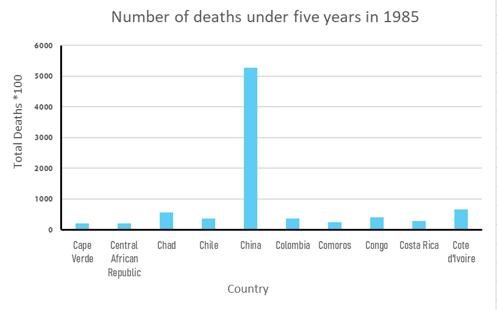 Number of deaths under five years in 1985
Total Deaths *100
6000
5000
4000
3000
2000
1000
0
Cape Verde
Central African Republic
Chad
Chile
China
Colombia
Comoros
Congo
Costa Rica
Cote d'Ivoire
Country